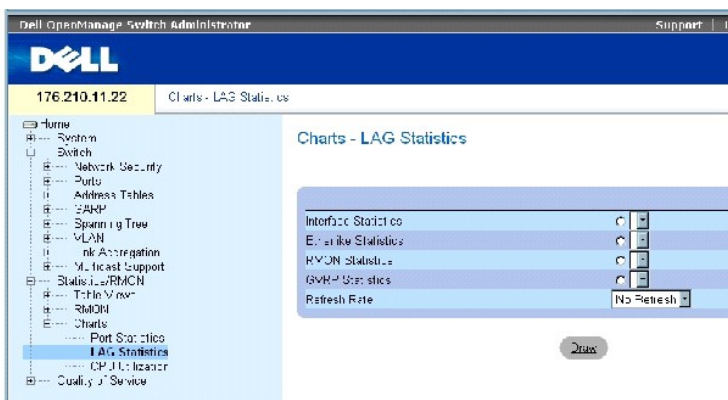 Dell OpenManage Switch Administrator
Support
DELL
176.210.11.22
Charts - LAG Statistics
Home
System
Switch
Network Security
Ports
Address Tables
GARP
Spanning Tree
VLAN
Link Aggregation
Multicast Support
Statistics/RMON
Table Views
RMON
Charts
Port Statistics
LAG Statistics
CPU Utilization
Quality of Service
Charts - LAG Statistics
Interface Statistics
Etherlike Statistics
RMON Statistics
GVRP Statistics
Refresh Rate
No Refresh
Draw